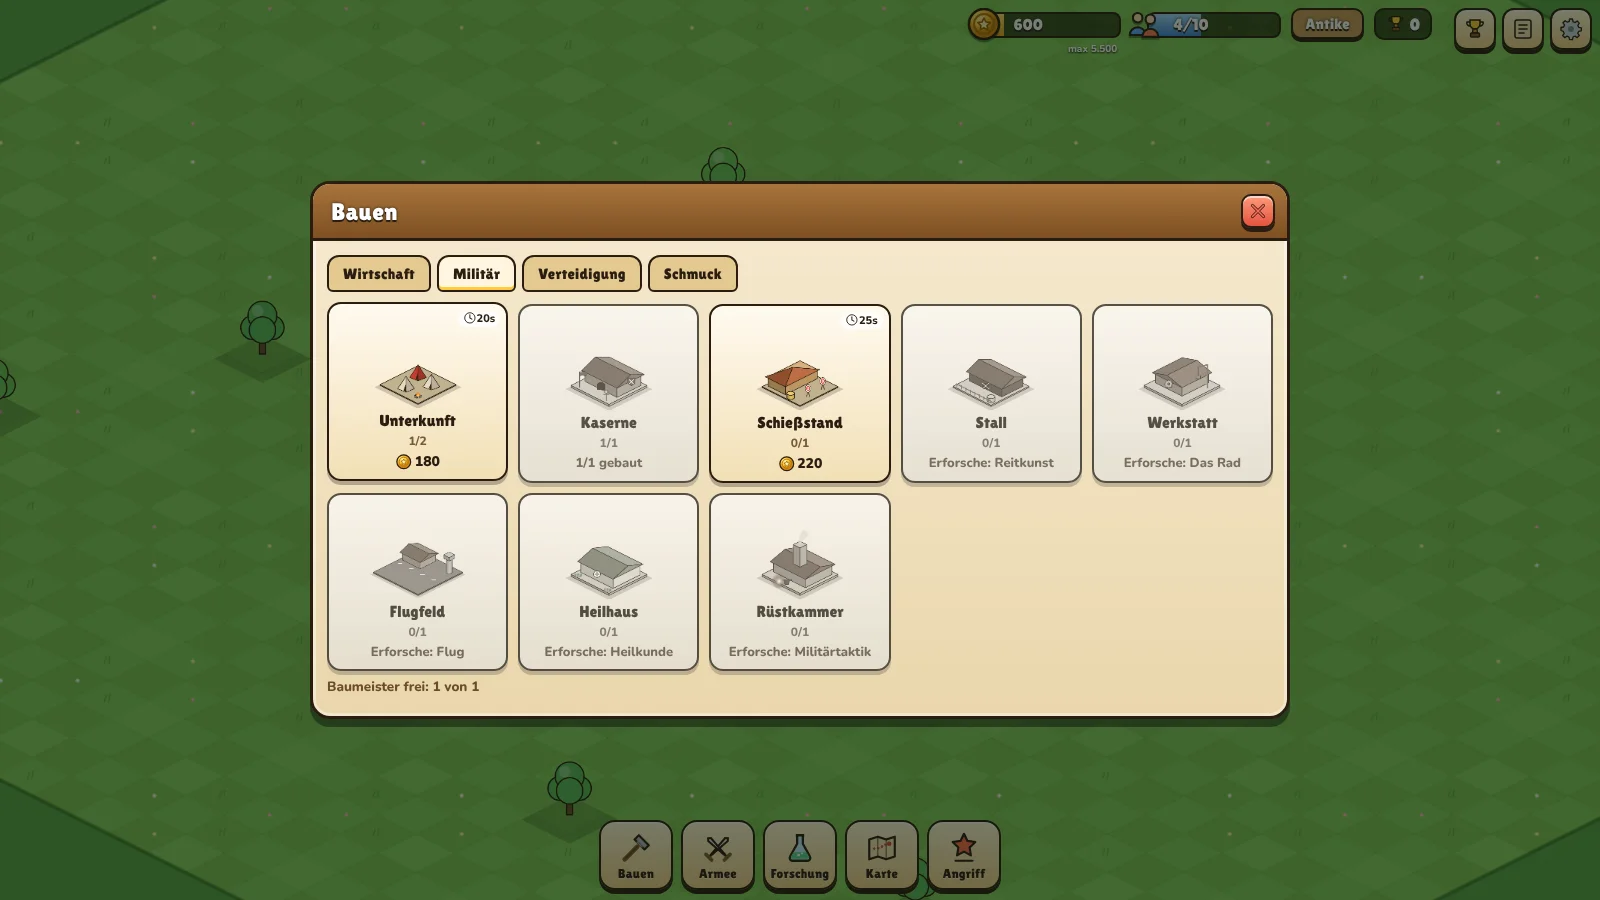 600
4/10
Antike
0
max 5.500
Bauen
Wirtschaft
Militär
Verteidigung
Schmuck
20s
Unterkunft
1/2
180
Kaserne
1/1
1/1 gebaut
25s
Schießstand
0/1
220
Stall
0/1
Erforsche: Reitkunst
Werkstatt
0/1
Erforsche: Das Rad
Flugfeld
0/1
Erforsche: Flug
Heilhaus
0/1
Erforsche: Heilkunde
Rüstkammer
0/1
Erforsche: Militärtaktik
Baumeister frei: 1 von 1
Bauen
Armee
Forschung
Karte
Angriff